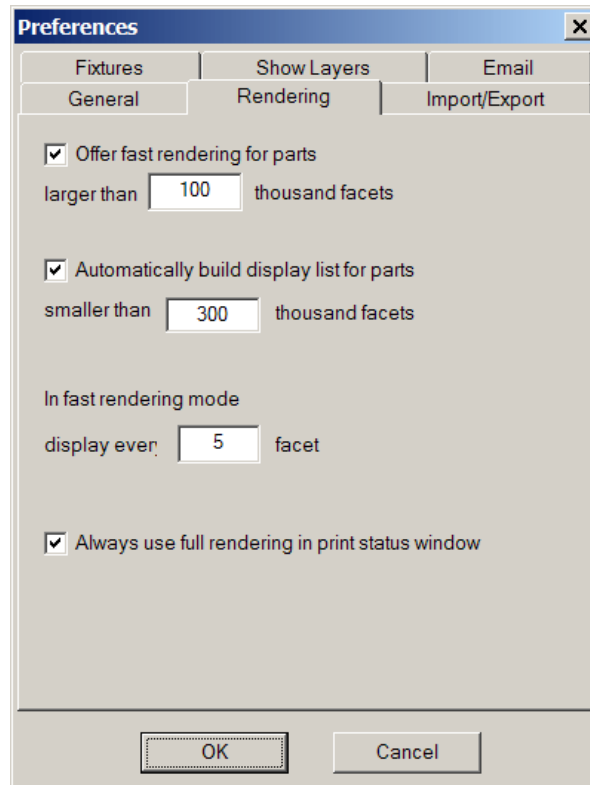 Preferences
Fixtures Show Layers Email
General Rendering Import/Export
Offer fast rendering for parts
larger than 100 thousand facets
Automatically build display list for parts
smaller than 300 thousand facets
In fast rendering mode
display every 5 facet
Always use full rendering in print status window
OK Cancel